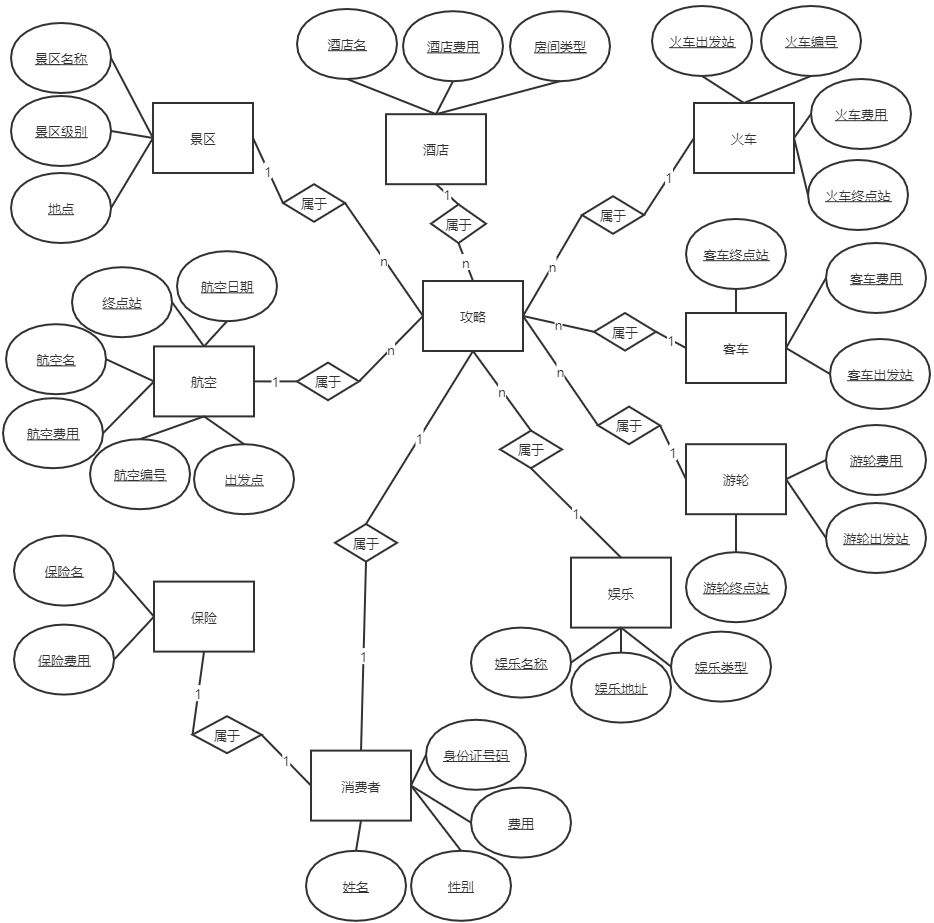 景区名称
景区级别
地点
景区
1
属于
n
酒店名
酒店费用
房间类型
酒店
1
属于
n
火车出发站
火车编号
火车费用
火车终点站
火车
1
属于
n
终点站
航空日期
航空名
航空费用
航空编号
出发点
航空
1
属于
n
攻略
客车终点站
客车费用
客车出发站
客车
1
属于
n
游轮费用
游轮出发站
游轮终点站
游轮
1
属于
n
n
属于
1
娱乐
娱乐名称
娱乐地址
娱乐类型
1
属于
1
保险名
保险费用
保险
1
属于
1
消费者
身份证号码
费用
姓名
性别